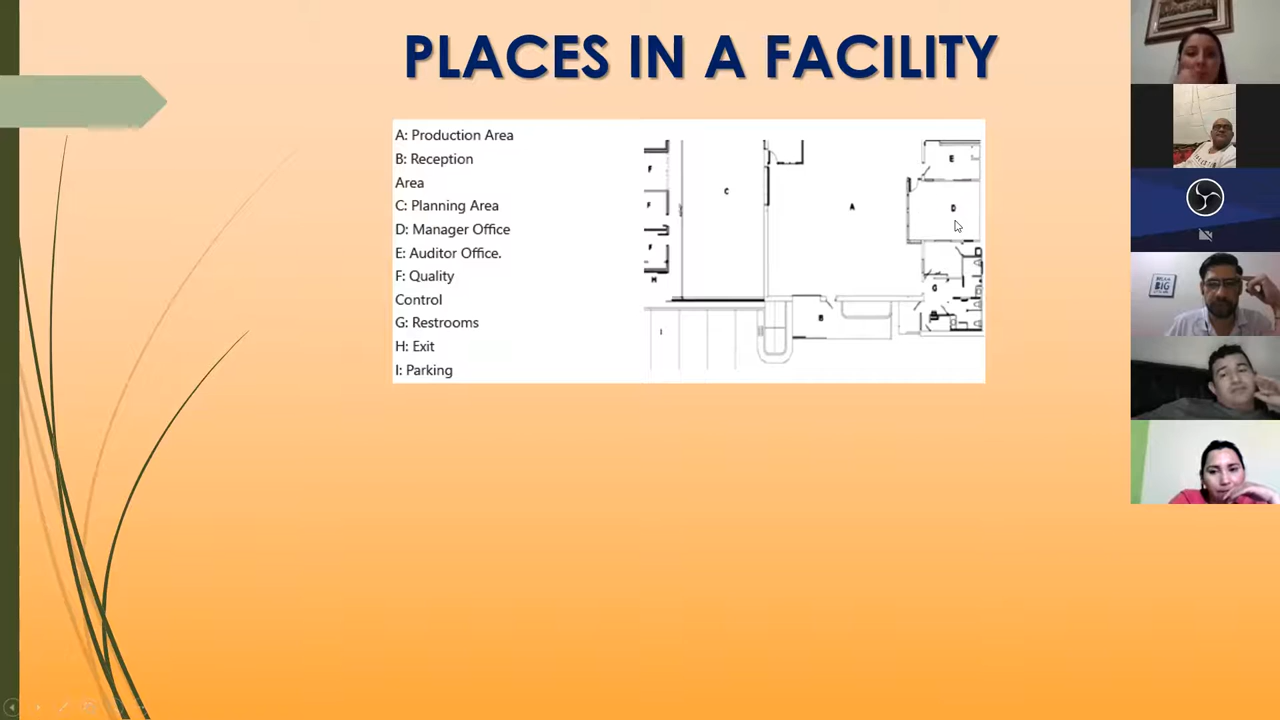 PLACES IN A FACILITY
A: Production Area
B: Reception
Area
C: Planning Area
D: Manager Office
E: Auditor Office.
F: Quality
Control
G: Restrooms
H: Exit
I: Parking
F
F
F
H
I
C
A
B
E
D
G